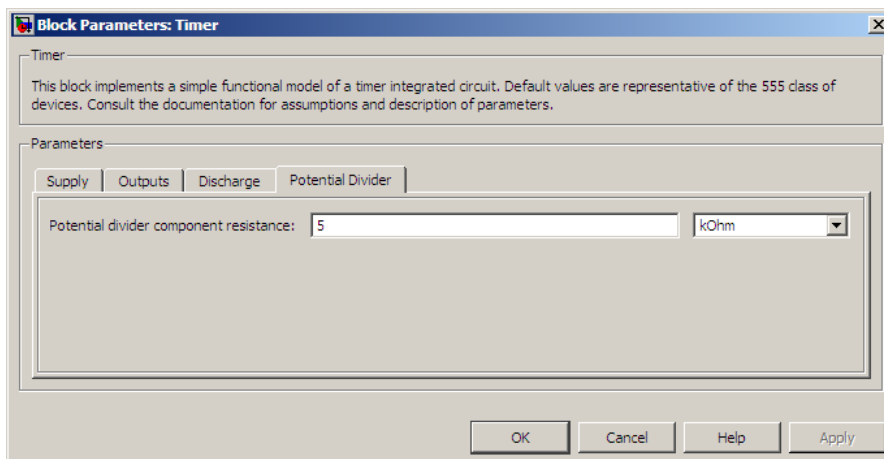 Block Parameters: Timer
Timer
This block implements a simple functional model of a timer integrated circuit. Default values are representative of the 555 class of
devices. Consult the documentation for assumptions and description of parameters.
Parameters
Supply Outputs Discharge Potential Divider
Potential divider component resistance: 5 kOhm
OK Cancel Help Apply